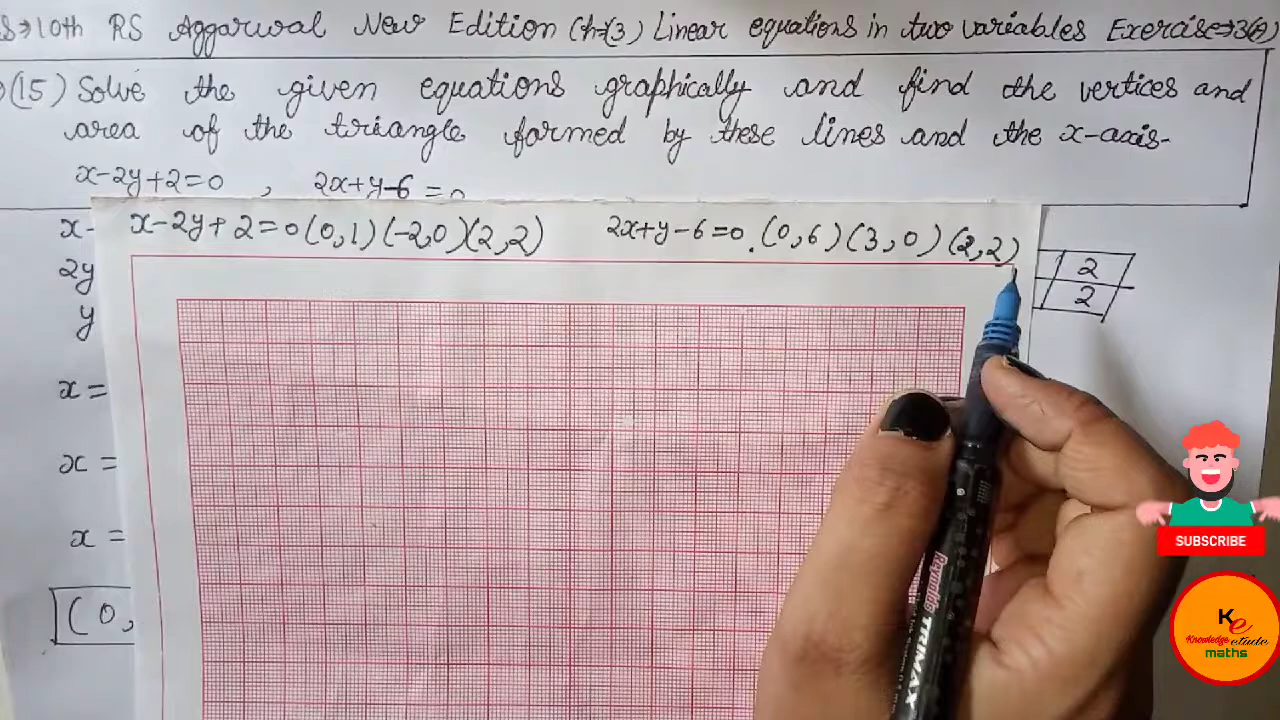 S→10th RS Aggarwal New Edition Ch-(3) Linear equations in two variables Exercise→3(A)
(15) Solve the given equations graphically and find the vertices and
area of the triangle formed by these lines and the x-axis-
x-2y+2=0 , 2x+y-6=0
x-2y+2=0 (0,1) (-2,0) (2,2) 2x+y-6=0. (0,6) (3,0) (2,2)
x-
2y
y
x=
x=
x=
(0,
2
2
Reynolds TRIMAX
SUBSCRIBE
Ke
Knowledge etude
maths